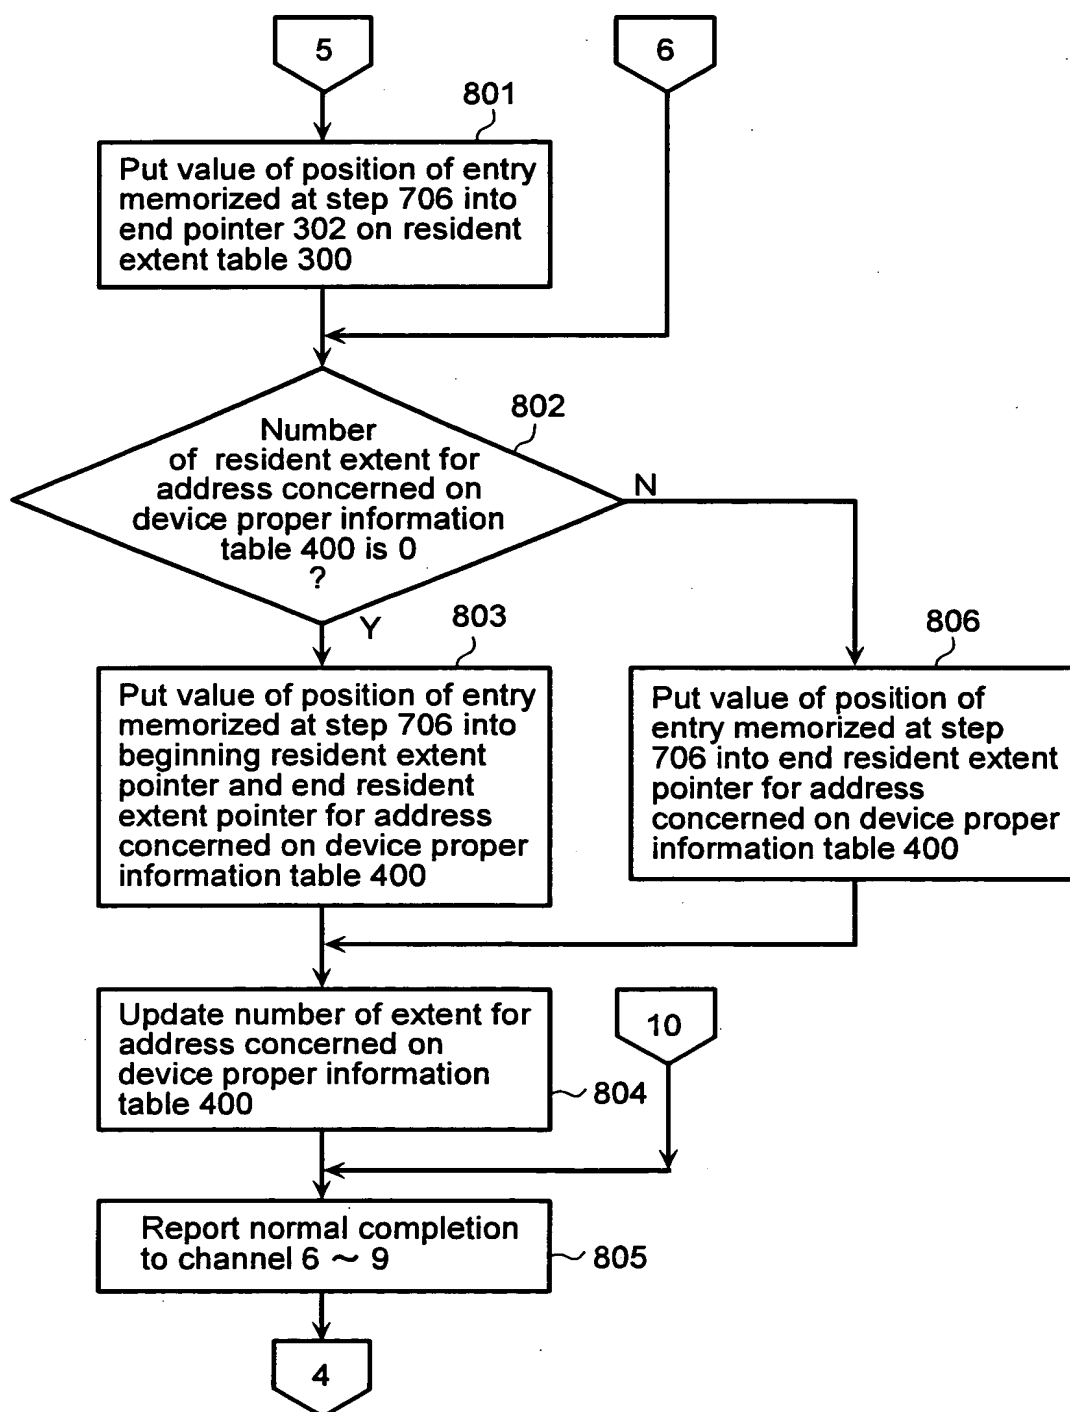 5
6
801
Put value of position of entry
memorized at step 706 into
end pointer 302 on resident
extent table 300
802
Number
of resident extent for
address concerned on
device proper information
table 400 is 0
?
N
Y
803
806
Put value of position of entry
memorized at step 706 into
beginning resident extent
pointer and end resident
extent pointer for address
concerned on device proper
information table 400
Put value of position of
entry memorized at step
706 into end resident extent
pointer for address
concerned on device proper
information table 400
Update number of extent for
address concerned on
device proper information
table 400
804
10
Report normal completion
to channel 6 ~ 9
805
4